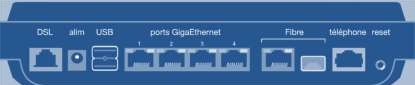 DSL alim USB ports GigaEthernet Fibre téléphone reset
1 2 3 4